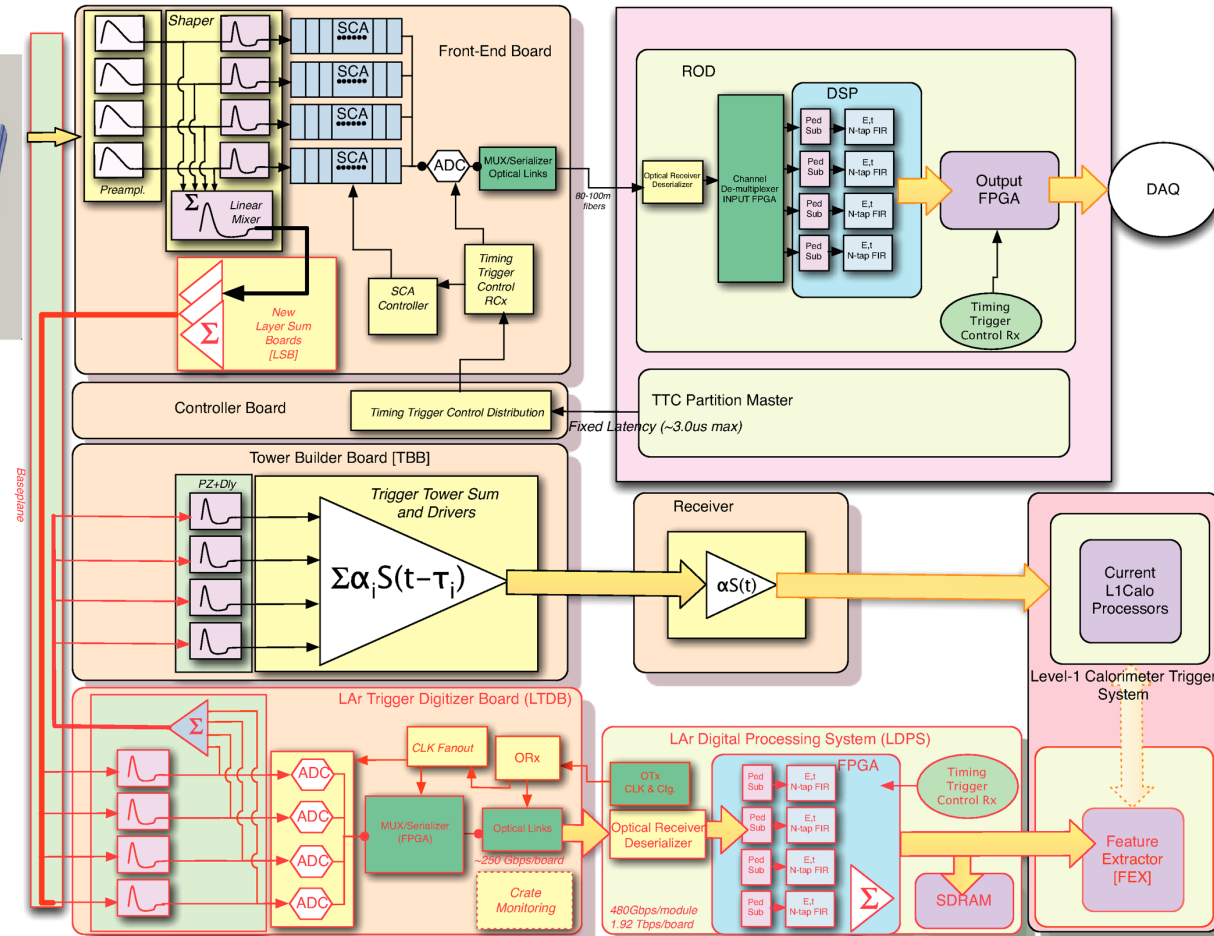 Shaper
Preampl.
Σ
Linear
Mixer
SCA
SCA
SCA
SCA
Front-End Board
ADC
MUX/Serializer
Optical Links
80-100m
fibers
SCA
Controller
Timing
Trigger
Control
RCx
New
Layer Sum
Boards
[LSB]
Σ
ROD
Optical Receiver
Deserializer
Channel
De-multiplexer
INPUT FPGA
DSP
Ped
Sub
E,t
N-tap FIR
Ped
Sub
E,t
N-tap FIR
Ped
Sub
E,t
N-tap FIR
Ped
Sub
E,t
N-tap FIR
Output
FPGA
DAQ
Timing
Trigger
Control Rx
Controller Board
Timing Trigger Control Distribution
TTC Partition Master
Fixed Latency (~3.0us max)
Baseplane
Tower Builder Board [TBB]
PZ+Dly
Trigger Tower Sum
and Drivers
Σα_iS(t-τ_i)
Receiver
αS(t)
Current
L1Calo
Processors
Level-1 Calorimeter Trigger
System
LAr Trigger Digitizer Board (LTDB)
Σ
ADC
ADC
ADC
ADC
CLK Fanout
ORx
MUX/Serializer
(FPGA)
Optical Links
~250 Gbps/board
Crate
Monitoring
LAr Digital Processing System (LDPS)
OTx
CLK & Cfg.
Optical Receiver
Deserializer
480Gbps/module
1.92 Tbps/board
FPGA
Ped
Sub
E,t
N-tap FIR
Ped
Sub
E,t
N-tap FIR
Ped
Sub
E,t
N-tap FIR
Ped
Sub
E,t
N-tap FIR
Σ
Timing
Trigger
Control Rx
SDRAM
Feature
Extractor
[FEX]